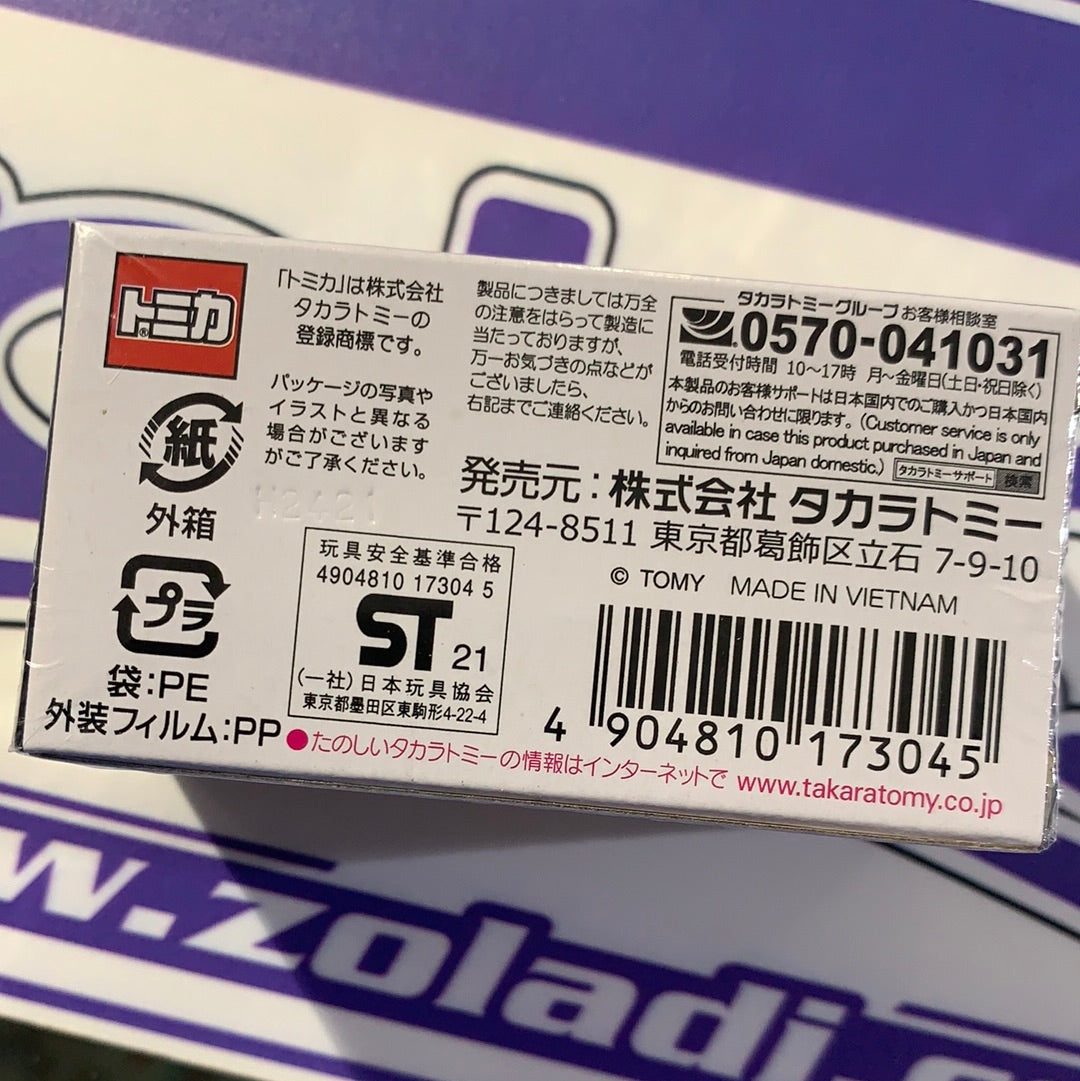 トミカ
®
「トミカ」は株式会社
タカラトミーの
登録商標です。
パッケージの写真や
イラストと異なる
場合がございます
がご了承ください。
製品につきましては万全
の注意をはらって製造に
当たっておりますが、
万一お気づきの点などが
ございましたら、
右記までご連絡ください。
タカラトミーグループお客様相談室
0570-041031
電話受付時間 10〜17時 月〜金曜日(土日・祝日除く)
本製品のお客様サポートは日本国内でのご購入かつ日本国内
からのお問い合わせに限ります。(Customer service is only
available in case this product purchased in Japan and
inquired from Japan domestic.)
タカラトミーサポート 検索
紙
外箱
プラ
袋:PE
外装フィルム:PP
H2421
玩具安全基準合格
4904810 17304 5
ST 21
(一社)日本玩具協会
東京都墨田区東駒形4-22-4
発売元:株式会社 タカラトミー
〒124-8511 東京都葛飾区立石 7-9-10
© TOMY MADE IN VIETNAM
4 904810 173045
●たのしいタカラトミーの情報はインターネットで www.takaratomy.co.jp
w.zoladj.